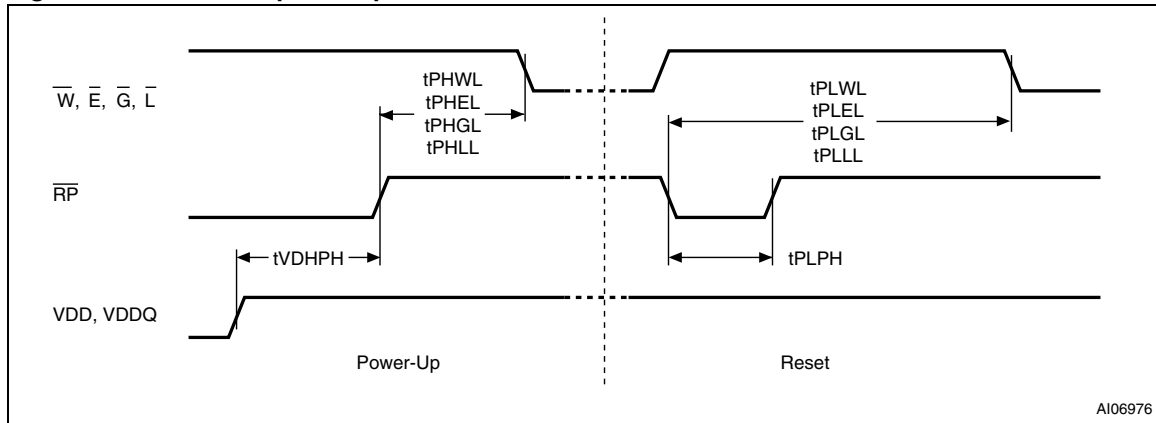 W, E, G, L
tPHWL
tPHEL
tPHGL
tPHLL
tPLWL
tPLEL
tPLGL
tPLLL
RP
tVDHPH
tPLPH
VDD, VDDQ
Power-Up
Reset
AI06976